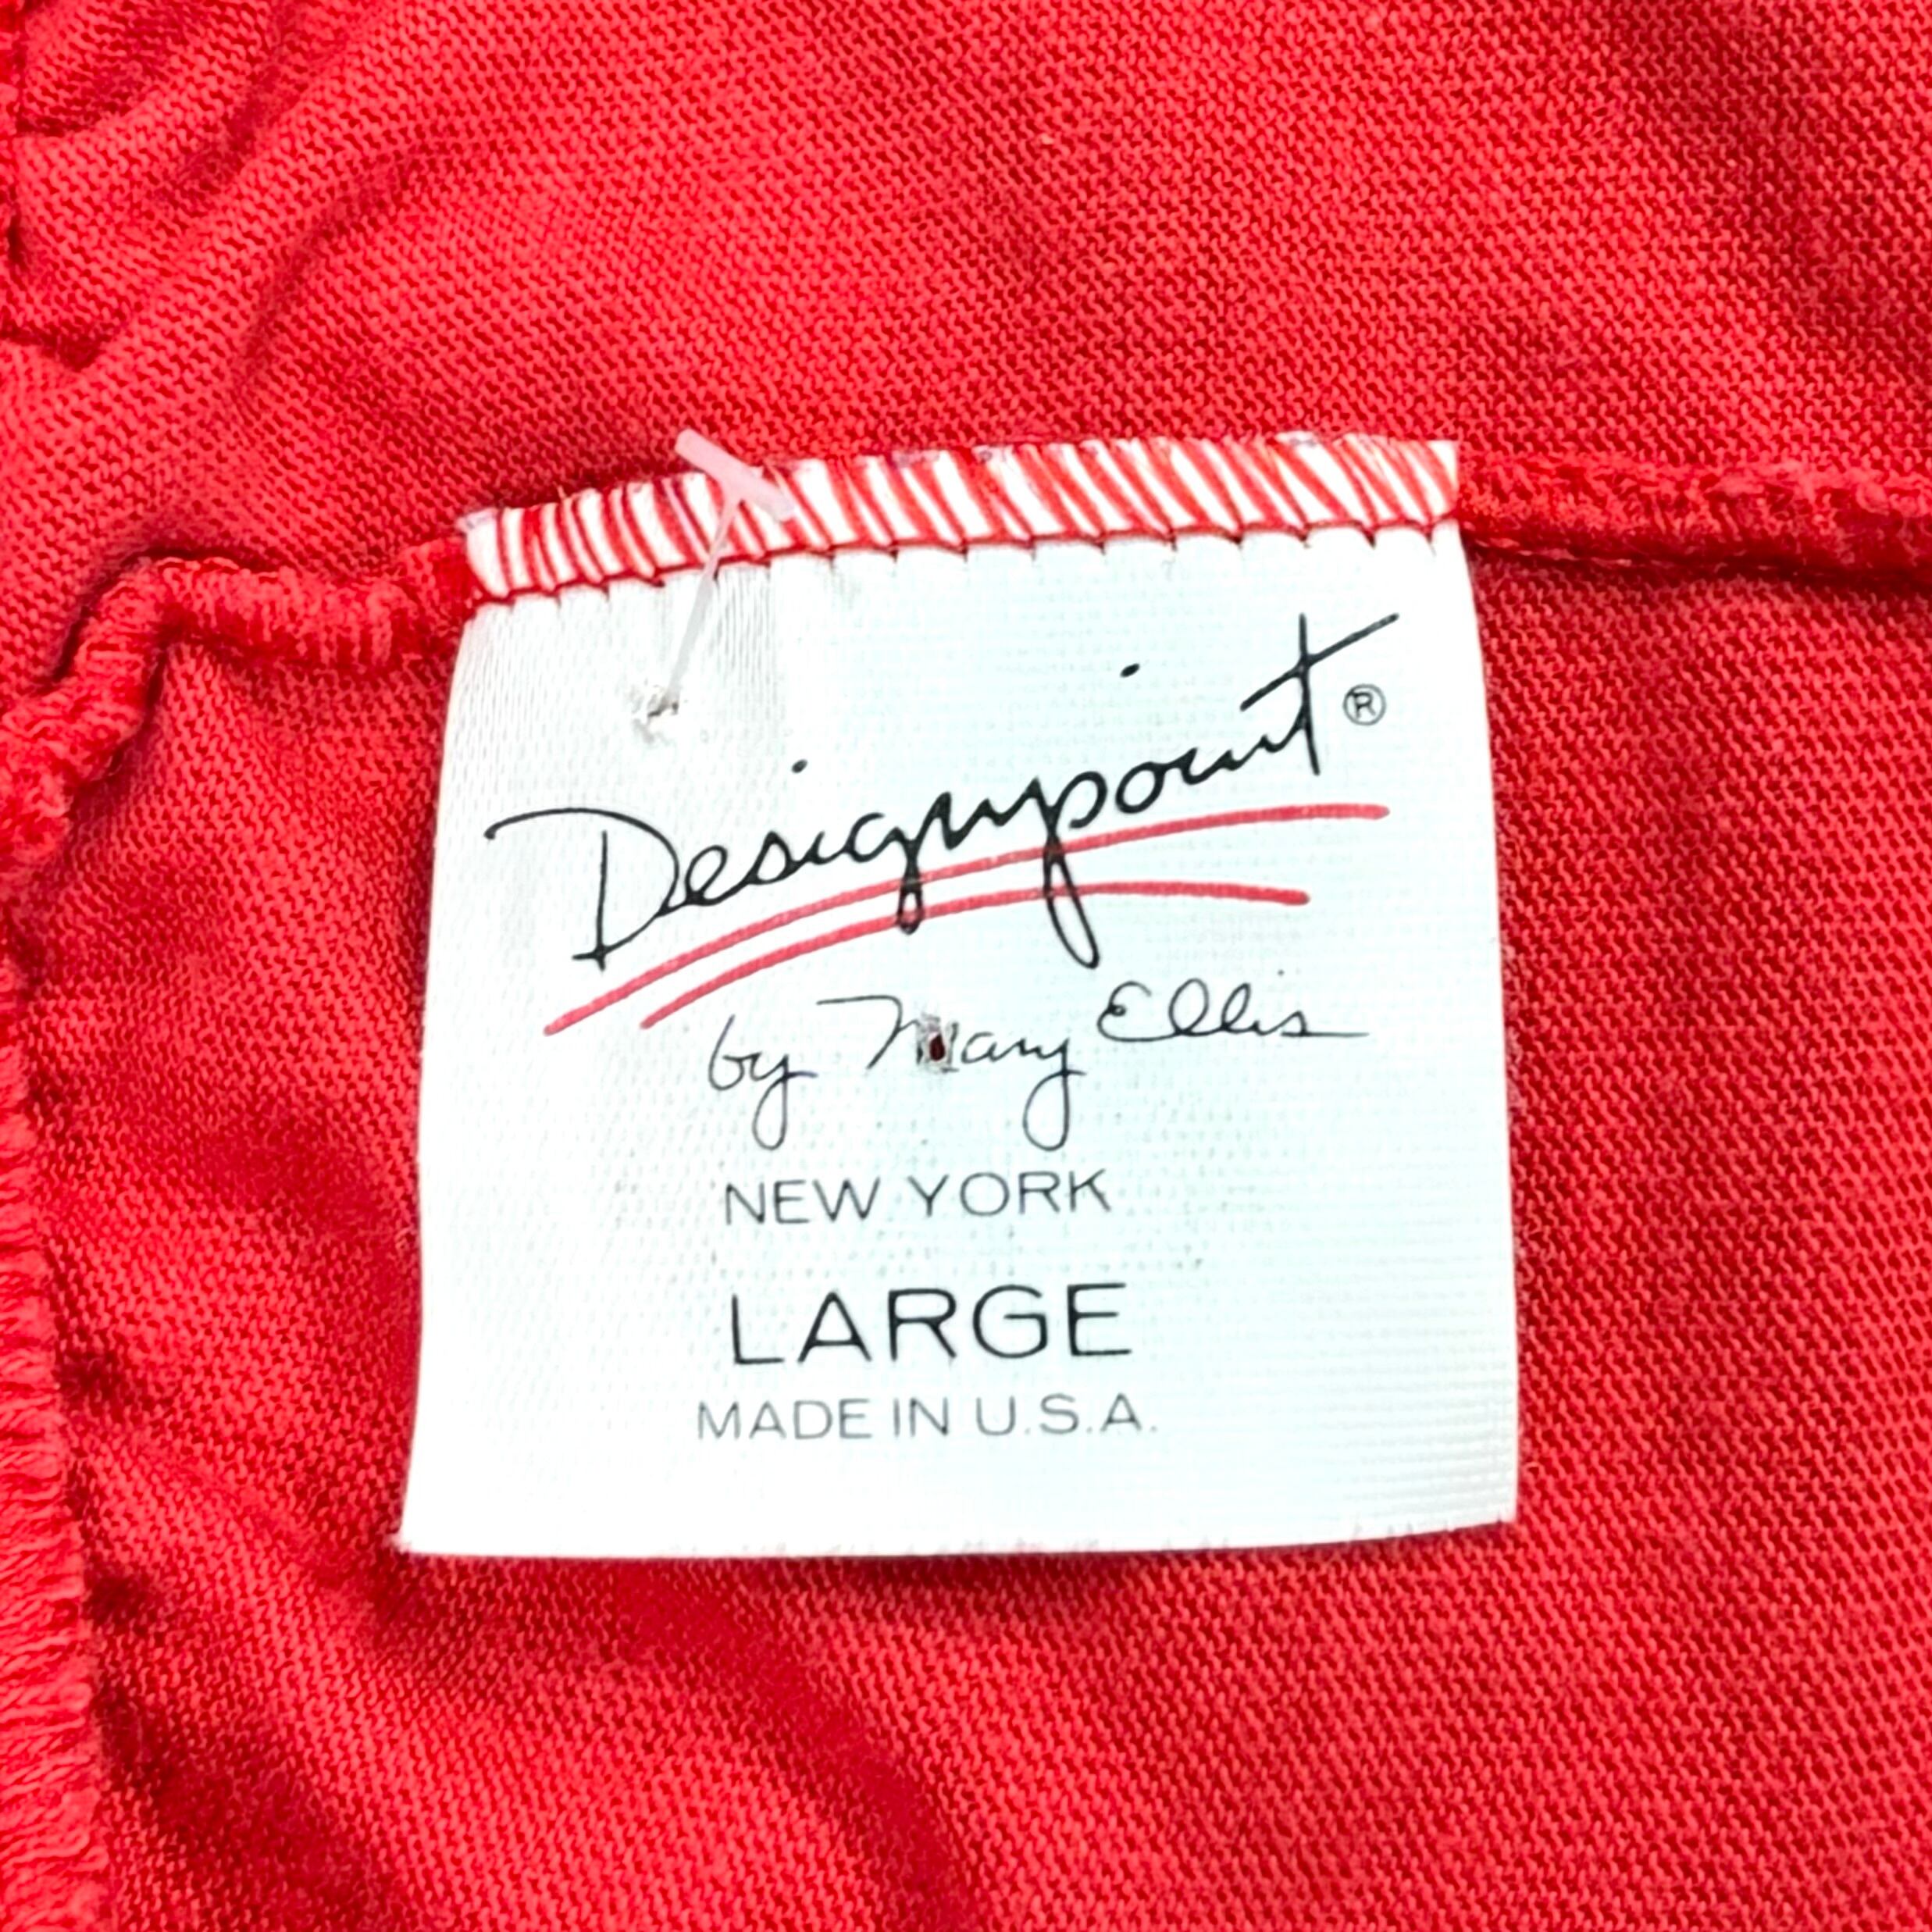 Designpoint®
by Mary Ellis
NEW YORK
LARGE
MADE IN U.S.A.